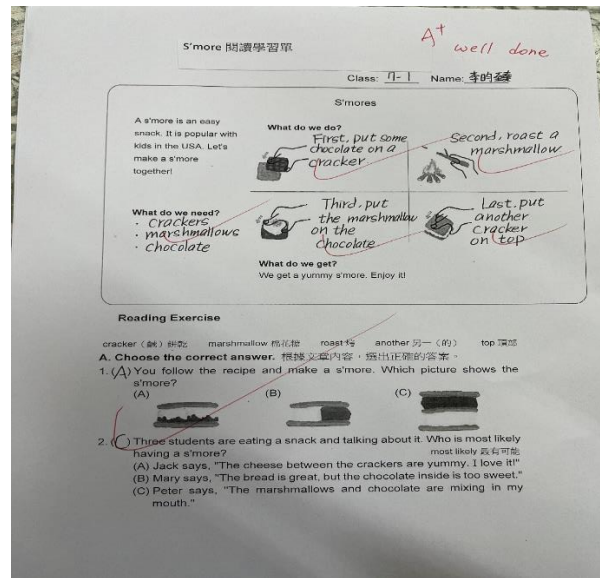 S'more 閱讀學習單
A+ well done
Class: 7-1 Name: 李昀蓁
S'mores
A s'more is an easy
snack. It is popular with
kids in the USA. Let's
make a s'more
together!
What do we do?
First, put some
chocolate on a
cracker
Second, roast a
marshmallow
What do we need?
· crackers
· marshmallows
· chocolate
Third, put
the marshmallow
on the
chocolate
Last, put
another
cracker
on top
What do we get?
We get a yummy s'more. Enjoy it!
Reading Exercise
cracker（鹹）餅乾 marshmallow 棉花糖 roast 烤 another 另一（的） top 頂部
A. Choose the correct answer. 根據文章內容，選出正確的答案。
1. (A) You follow the recipe and make a s'more. Which picture shows the
s'more?
(A) (B) (C)
2. (C) Three students are eating a snack and talking about it. Who is most likely
having a s'more? most likely 最有可能
(A) Jack says, "The cheese between the crackers are yummy. I love it!"
(B) Mary says, "The bread is great, but the chocolate inside is too sweet."
(C) Peter says, "The marshmallows and chocolate are mixing in my
mouth."